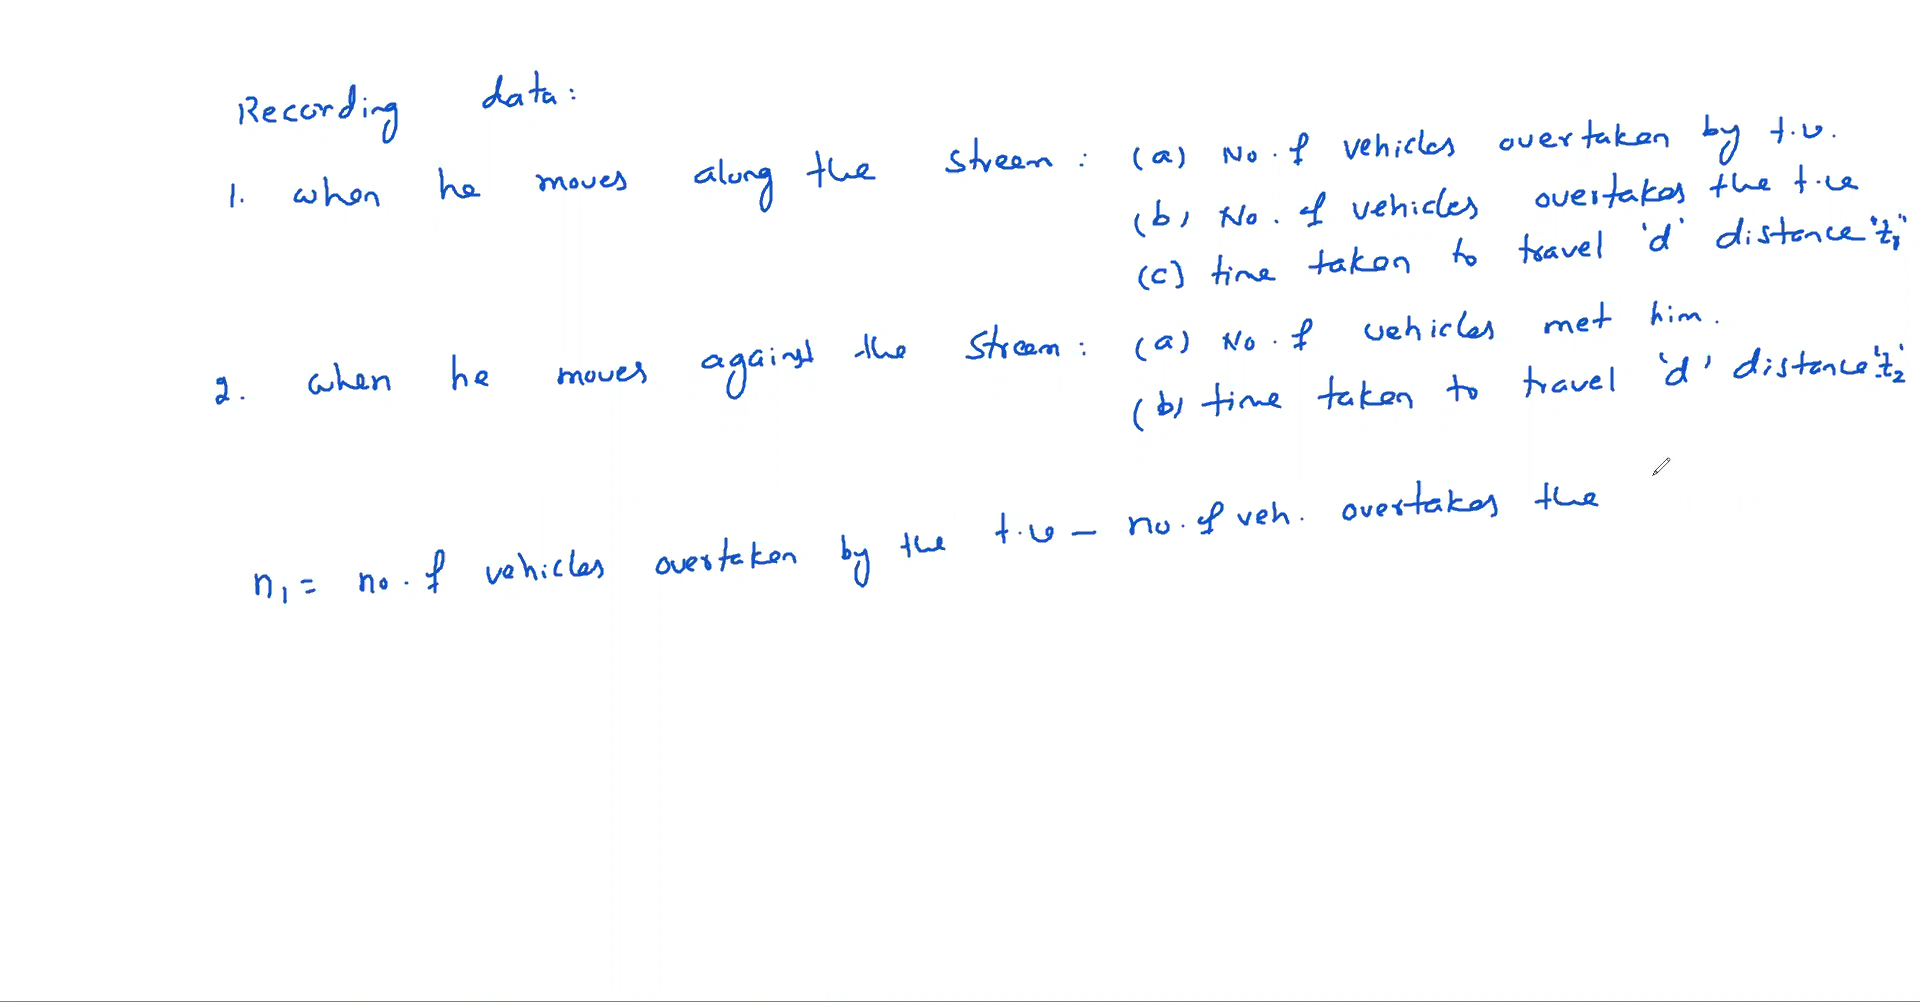 Recording data:
1. when he moves along the stream: (a) No. of vehicles overtaken by t.v.
(b) No. of vehicles overtakes the t.v
(c) time taken to travel 'd' distance 't1'
2. when he moves against the stream: (a) No. of vehicles met him.
(b) time taken to travel 'd' distance 't2'
n1 = no. of vehicles overtaken by the t.v - no. of veh. overtakes the